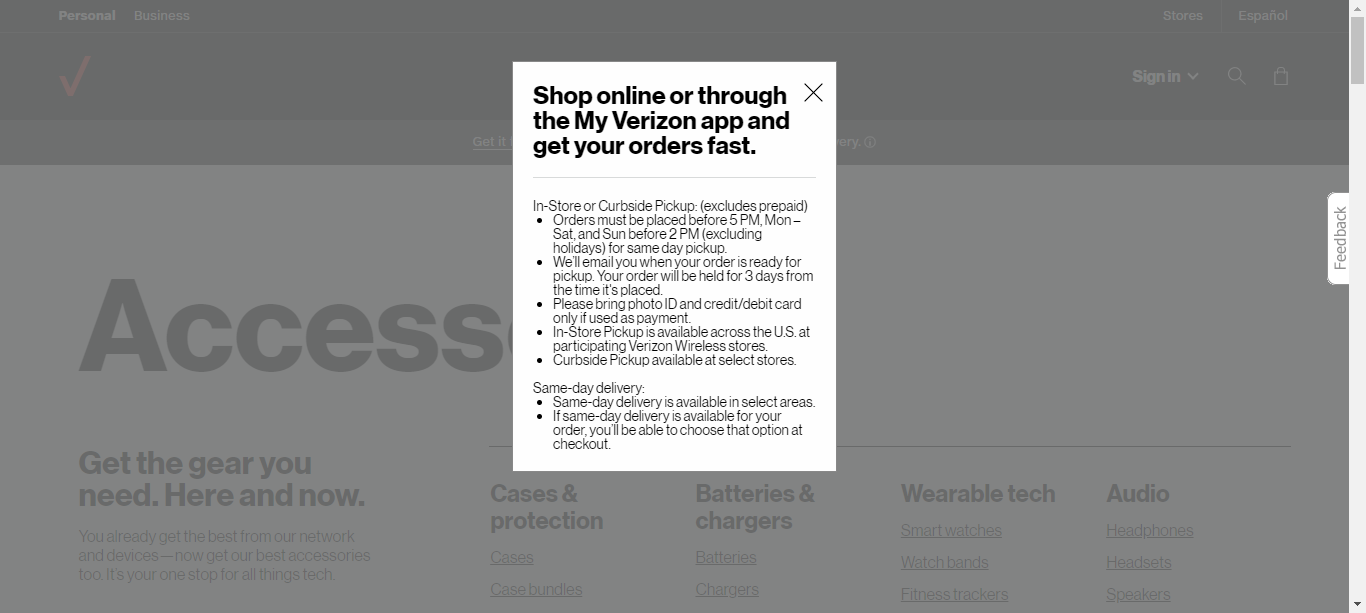 Personal Business Stores Español
Sign in
Get it
very.
Shop online or through
the My Verizon app and
get your orders fast.
In-Store or Curbside Pickup: (excludes prepaid)
• Orders must be placed before 5 PM, Mon –
Sat, and Sun before 2 PM (excluding
holidays) for same day pickup.
• We'll email you when your order is ready for
pickup. Your order will be held for 3 days from
the time it's placed.
• Please bring photo ID and credit/debit card
only if used as payment.
• In-Store Pickup is available across the U.S. at
participating Verizon Wireless stores.
• Curbside Pickup available at select stores.
Same-day delivery:
• Same-day delivery is available in select areas.
• If same-day delivery is available for your
order, you'll be able to choose that option at
checkout.
Feedback
Access
Get the gear you
need. Here and now.
You already get the best from our network
and devices—now get our best accessories
too. It's your one stop for all things tech.
Cases &
protection
Cases
Case bundles
Batteries &
chargers
Batteries
Chargers
Wearable tech
Smart watches
Watch bands
Fitness trackers
Audio
Headphones
Headsets
Speakers